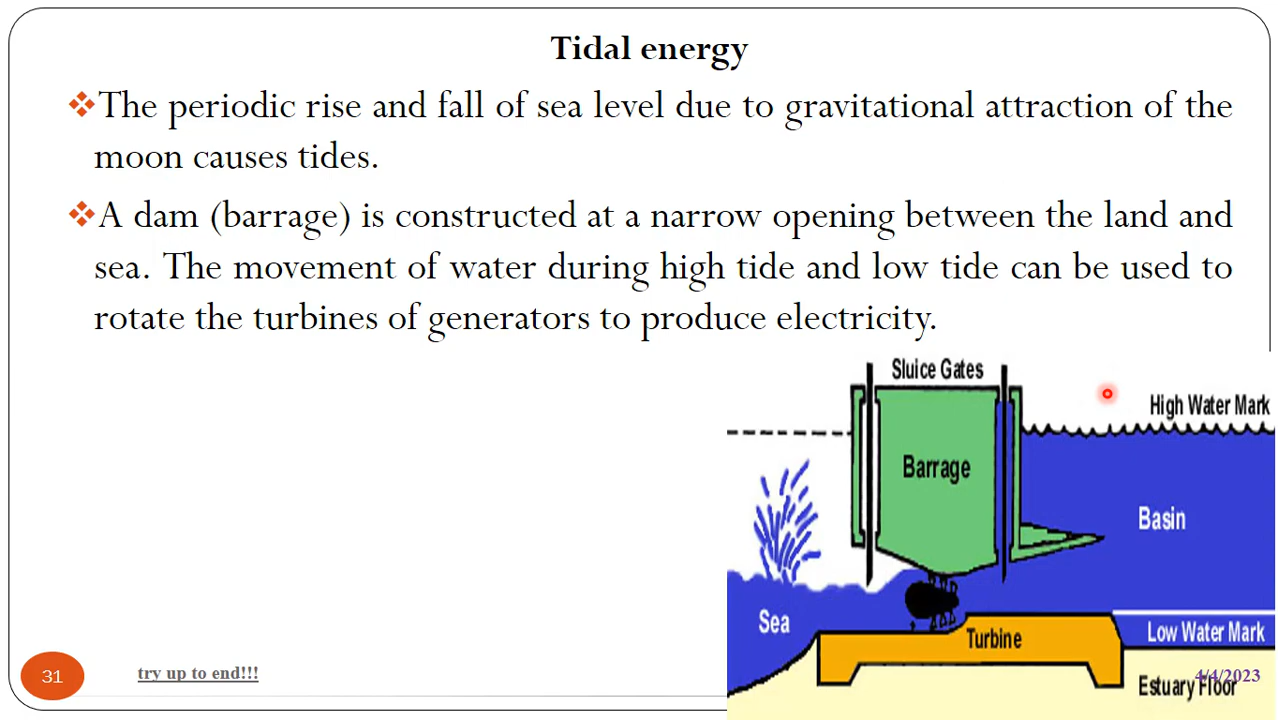 Tidal energy
The periodic rise and fall of sea level due to gravitational attraction of the
moon causes tides.
A dam (barrage) is constructed at a narrow opening between the land and
sea. The movement of water during high tide and low tide can be used to
rotate the turbines of generators to produce electricity.
Sluice Gates
High Water Mark
Barrage
Basin
Sea
Turbine
Low Water Mark
Estuary Floor
31
try up to end!!!
4/4/2023